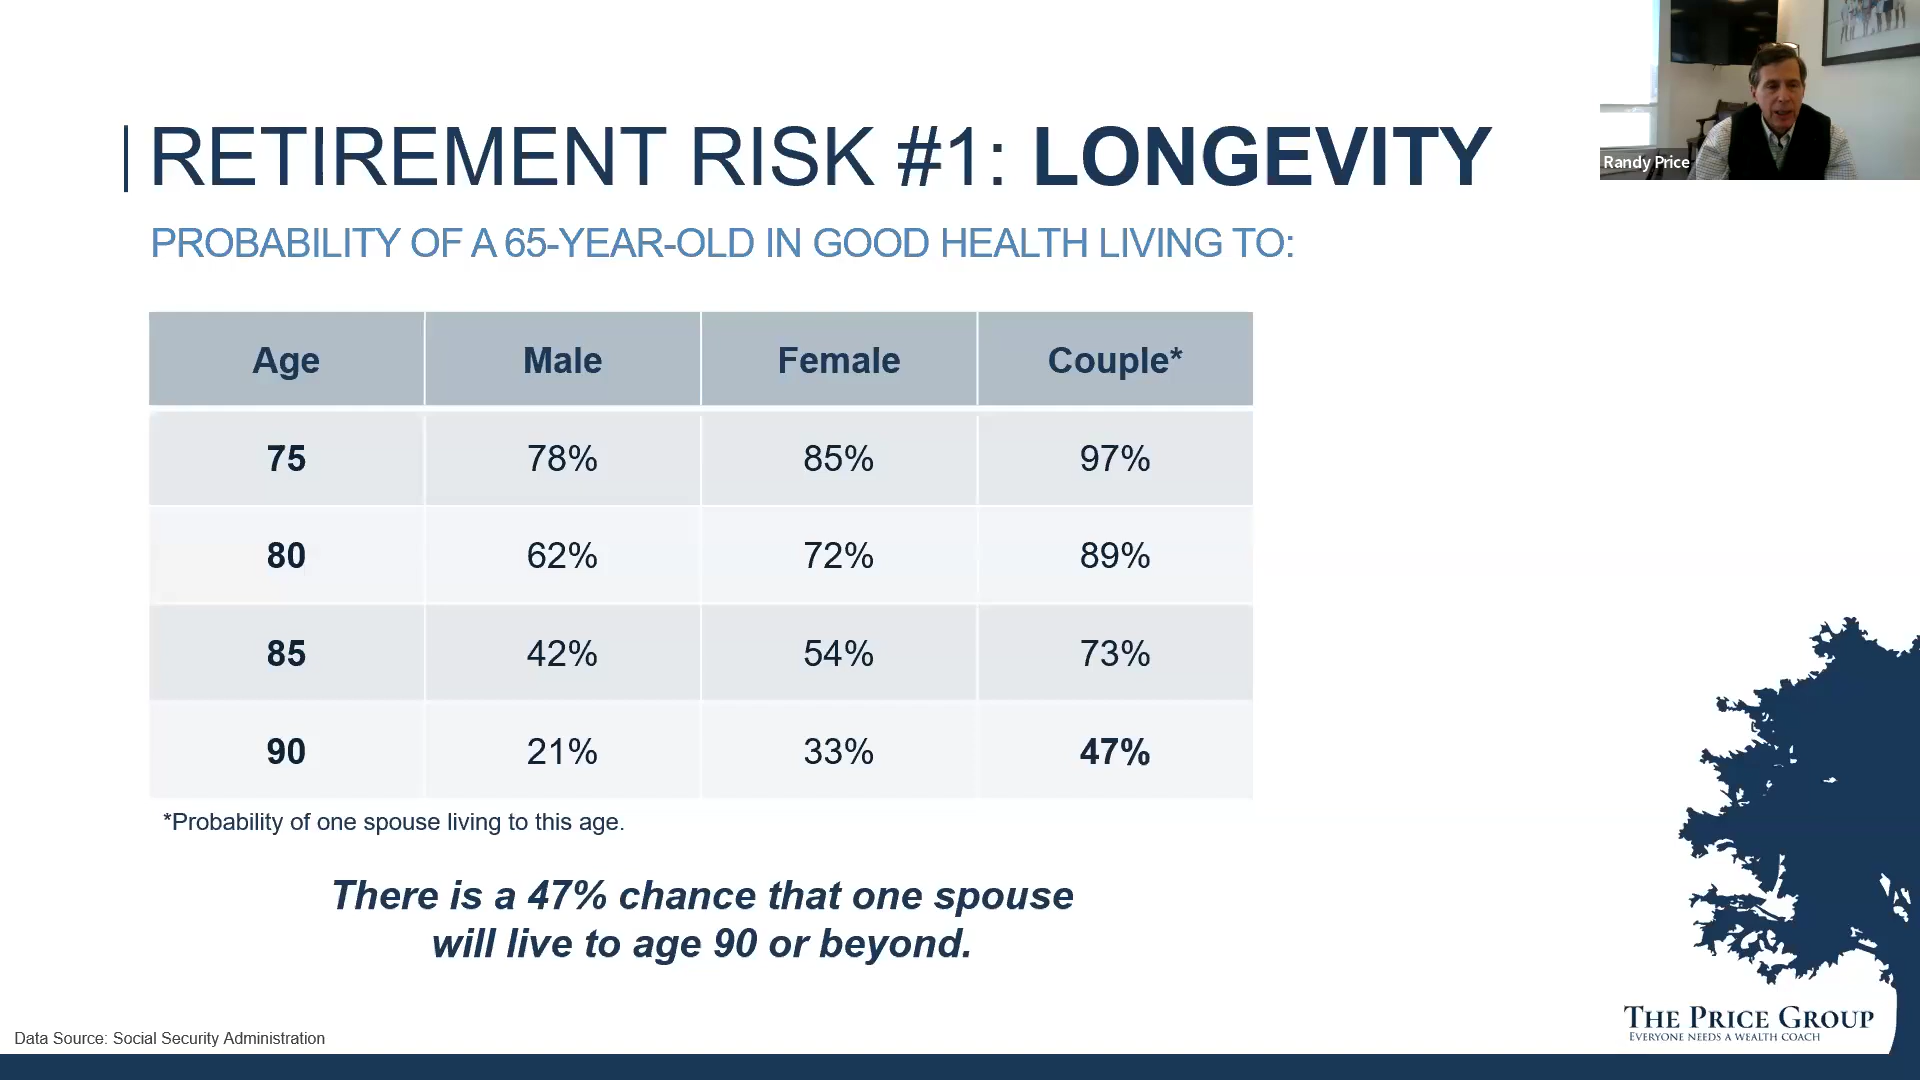 RETIREMENT RISK #1: LONGEVITY
Randy Price
PROBABILITY OF A 65-YEAR-OLD IN GOOD HEALTH LIVING TO:
Age Male Female Couple*
75 78% 85% 97%
80 62% 72% 89%
85 42% 54% 73%
90 21% 33% 47%
*Probability of one spouse living to this age.
There is a 47% chance that one spouse
will live to age 90 or beyond.
THE PRICE GROUP
EVERYONE NEEDS A WEALTH COACH
Data Source: Social Security Administration